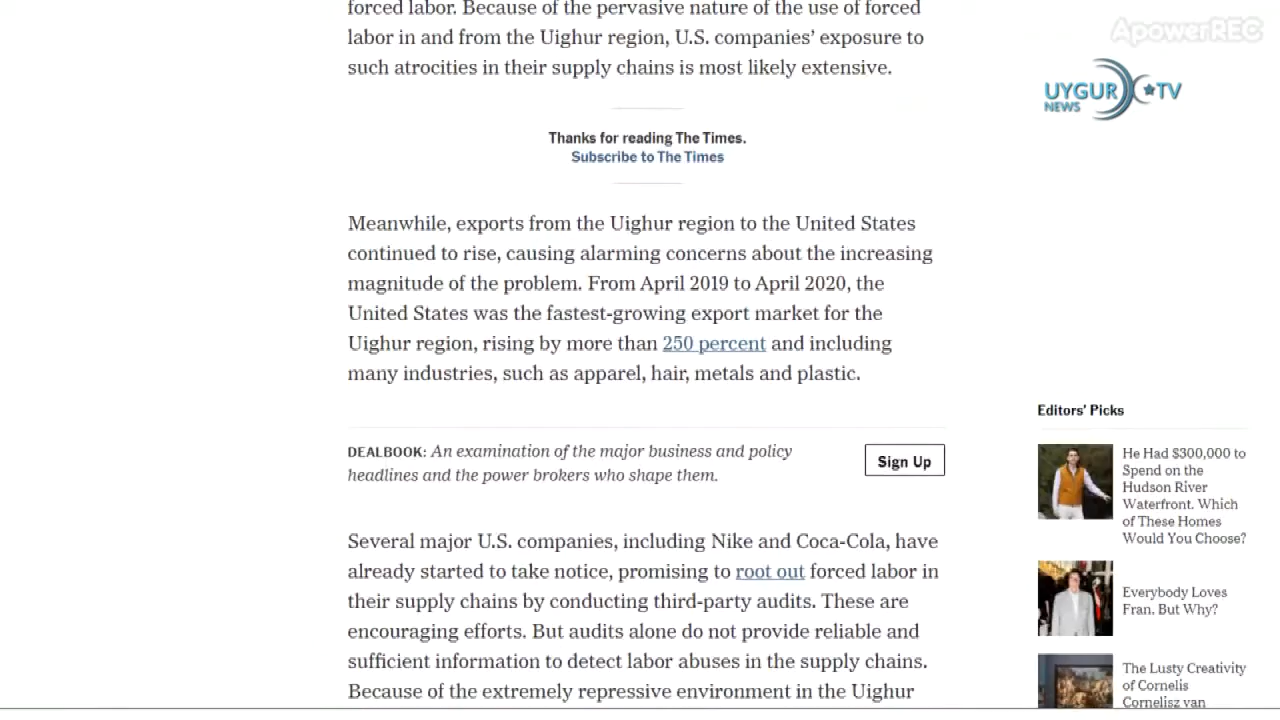 forced labor. Because of the pervasive nature of the use of forced
labor in and from the Uighur region, U.S. companies’ exposure to
such atrocities in their supply chains is most likely extensive.
ApowerREC
UYGUR TV
NEWS
Thanks for reading The Times.
Subscribe to The Times
Meanwhile, exports from the Uighur region to the United States
continued to rise, causing alarming concerns about the increasing
magnitude of the problem. From April 2019 to April 2020, the
United States was the fastest-growing export market for the
Uighur region, rising by more than 250 percent and including
many industries, such as apparel, hair, metals and plastic.
DEALBOOK: An examination of the major business and policy
headlines and the power brokers who shape them.
Sign Up
Several major U.S. companies, including Nike and Coca-Cola, have
already started to take notice, promising to root out forced labor in
their supply chains by conducting third-party audits. These are
encouraging efforts. But audits alone do not provide reliable and
sufficient information to detect labor abuses in the supply chains.
Because of the extremely repressive environment in the Uighur
Editors’ Picks
He Had $300,000 to
Spend on the
Hudson River
Waterfront. Which
of These Homes
Would You Choose?
Everybody Loves
Fran. But Why?
The Lusty Creativity
of Cornelis
Cornelisz van